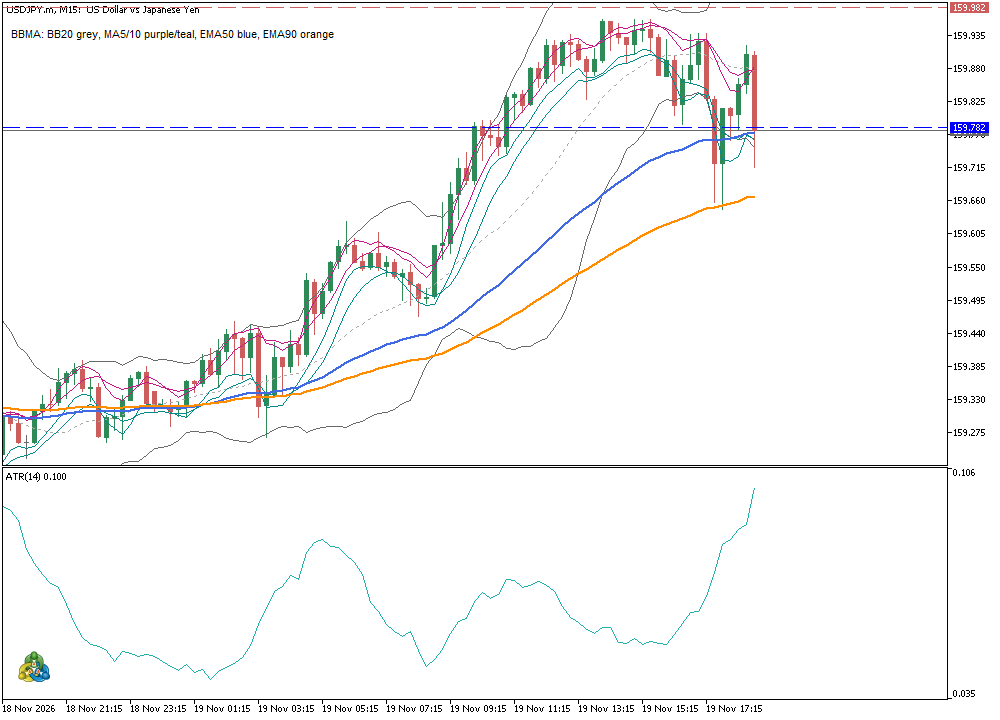 USDJPY.m, M15: US Dollar vs Japanese Yen
BBMA: BB20 grey, MA5/10 purple/teal, EMA50 blue, EMA90 orange
159.982
159.935
159.880
159.825
159.782
159.715
159.660
159.605
159.550
159.495
159.440
159.385
159.330
159.275
ATR(14) 0.100
0.106
0.035
18 Nov 2026
18 Nov 21:15
18 Nov 23:15
19 Nov 01:15
19 Nov 03:15
19 Nov 05:15
19 Nov 07:15
19 Nov 09:15
19 Nov 11:15
19 Nov 13:15
19 Nov 15:15
19 Nov 17:15